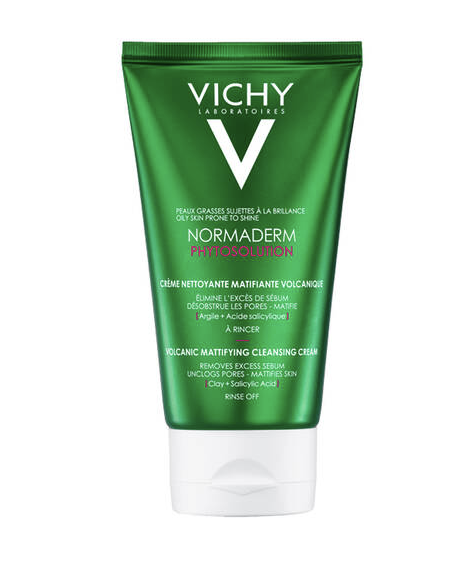 VICHY
LABORATOIRES
PEAUX GRASSES SUJETTES À LA BRILLANCE
OILY SKIN PRONE TO SHINE
NORMADERM
PHYTOSOLUTION
CRÈME NETTOYANTE MATIFIANTE VOLCANIQUE
ÉLIMINE L'EXCÈS DE SÉBUM
DÉSOBSTRUE LES PORES - MATIFIE
[Argile + Acide salicylique]
À RINCER
VOLCANIC MATTIFYING CLEANSING CREAM
REMOVES EXCESS SEBUM
UNCLOGS PORES - MATTIFIES SKIN
[Clay + Salicylic Acid]
RINSE OFF